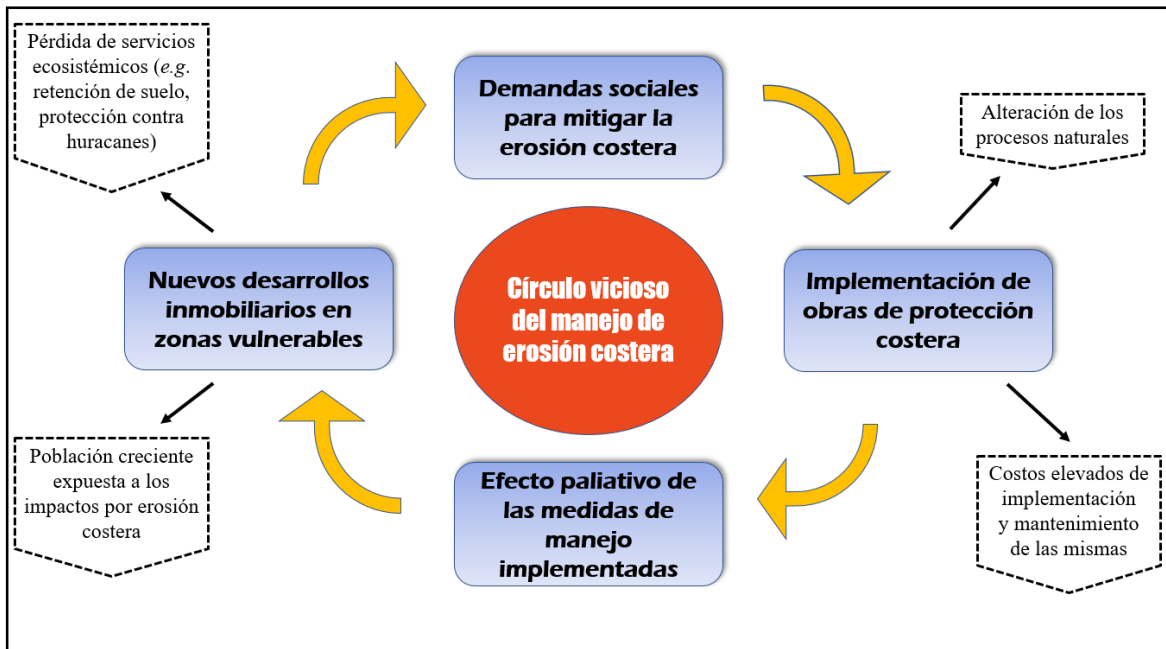 Pérdida de servicios
ecosistémicos (e.g.
retención de suelo,
protección contra
huracanes)
Demandas sociales
para mitigar la
erosión costera
Alteración de los
procesos naturales
Nuevos desarrollos
inmobiliarios en
zonas vulnerables
Círculo vicioso
del manejo de
erosión costera
Implementación de
obras de protección
costera
Población creciente
expuesta a los
impactos por erosión
costera
Efecto paliativo de
las medidas de
manejo
implementadas
Costos elevados de
implementación
y mantenimiento
de las mismas